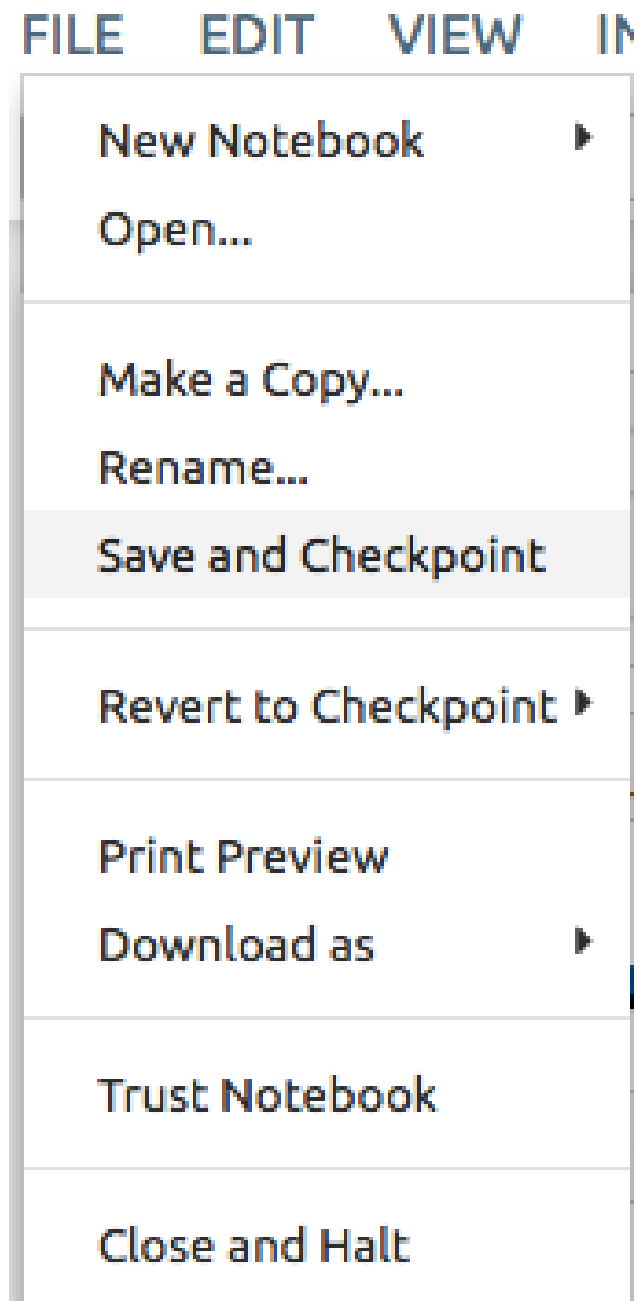 FILE EDIT VIEW
New Notebook
Open...
Make a Copy...
Rename...
Save and Checkpoint
Revert to Checkpoint
Print Preview
Download as
Trust Notebook
Close and Halt